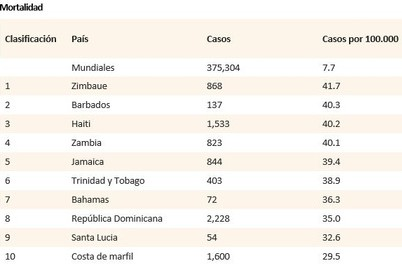 Mortalidad
Clasificación País Casos Casos por 100.000
Mundiales 375,304 7.7
1 Zimbaue 868 41.7
2 Barbados 137 40.3
3 Haiti 1,533 40.2
4 Zambia 823 40.1
5 Jamaica 844 39.4
6 Trinidad y Tobago 403 38.9
7 Bahamas 72 36.3
8 República Dominicana 2,228 35.0
9 Santa Lucia 54 32.6
10 Costa de marfil 1,600 29.5